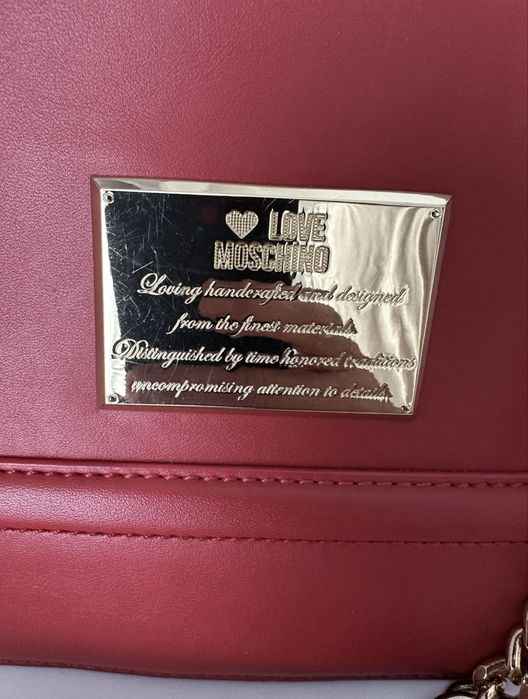 LOVE
MOSCHINO
Loving handcrafted and designed
from the finest materials.
Distinguished by time honored traditions
uncompromising attention to details.